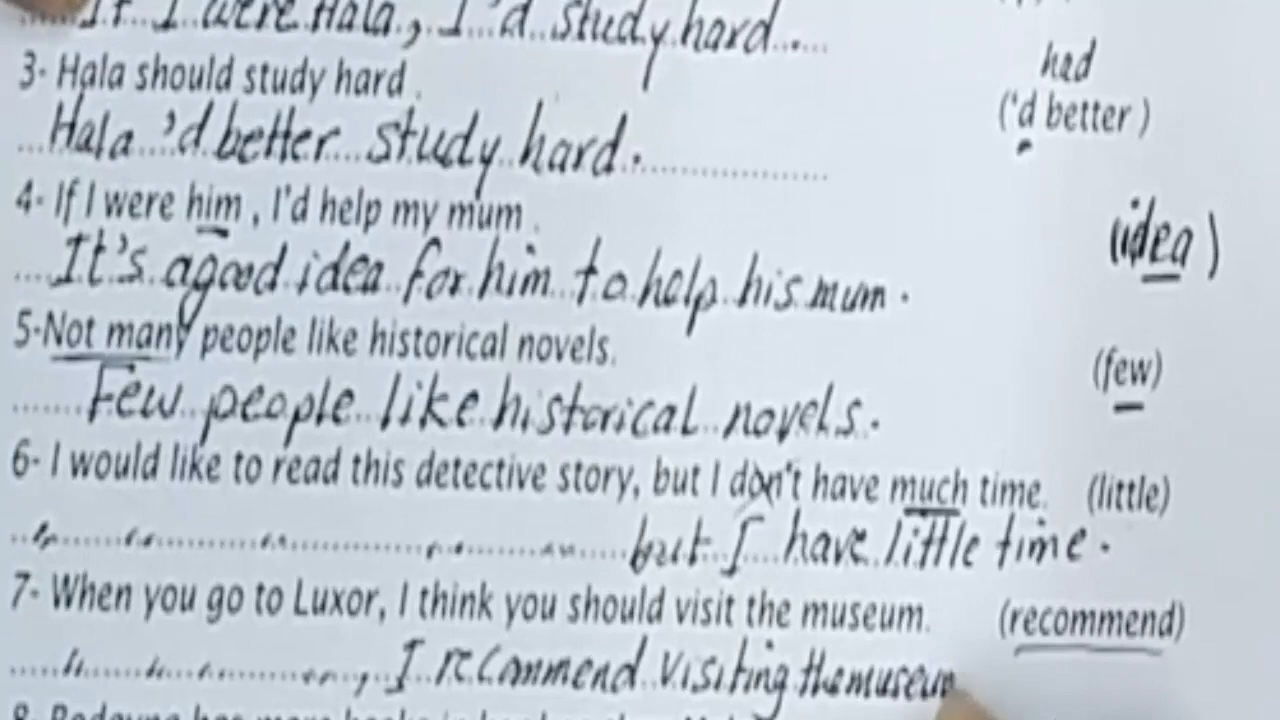 If I were Hala, I'd study hard.
3- Hala should study hard.
had
('d better)
Hala 'd better study hard.
4- If I were him, I'd help my mum.
(idea)
It's a good idea for him to help his mum.
5-Not many people like historical novels.
(few)
Few people like historical novels.
6- I would like to read this detective story, but I don't have much time. (little)
but I have little time.
7- When you go to Luxor, I think you should visit the museum. (recommend)
, I recommend visiting the museum